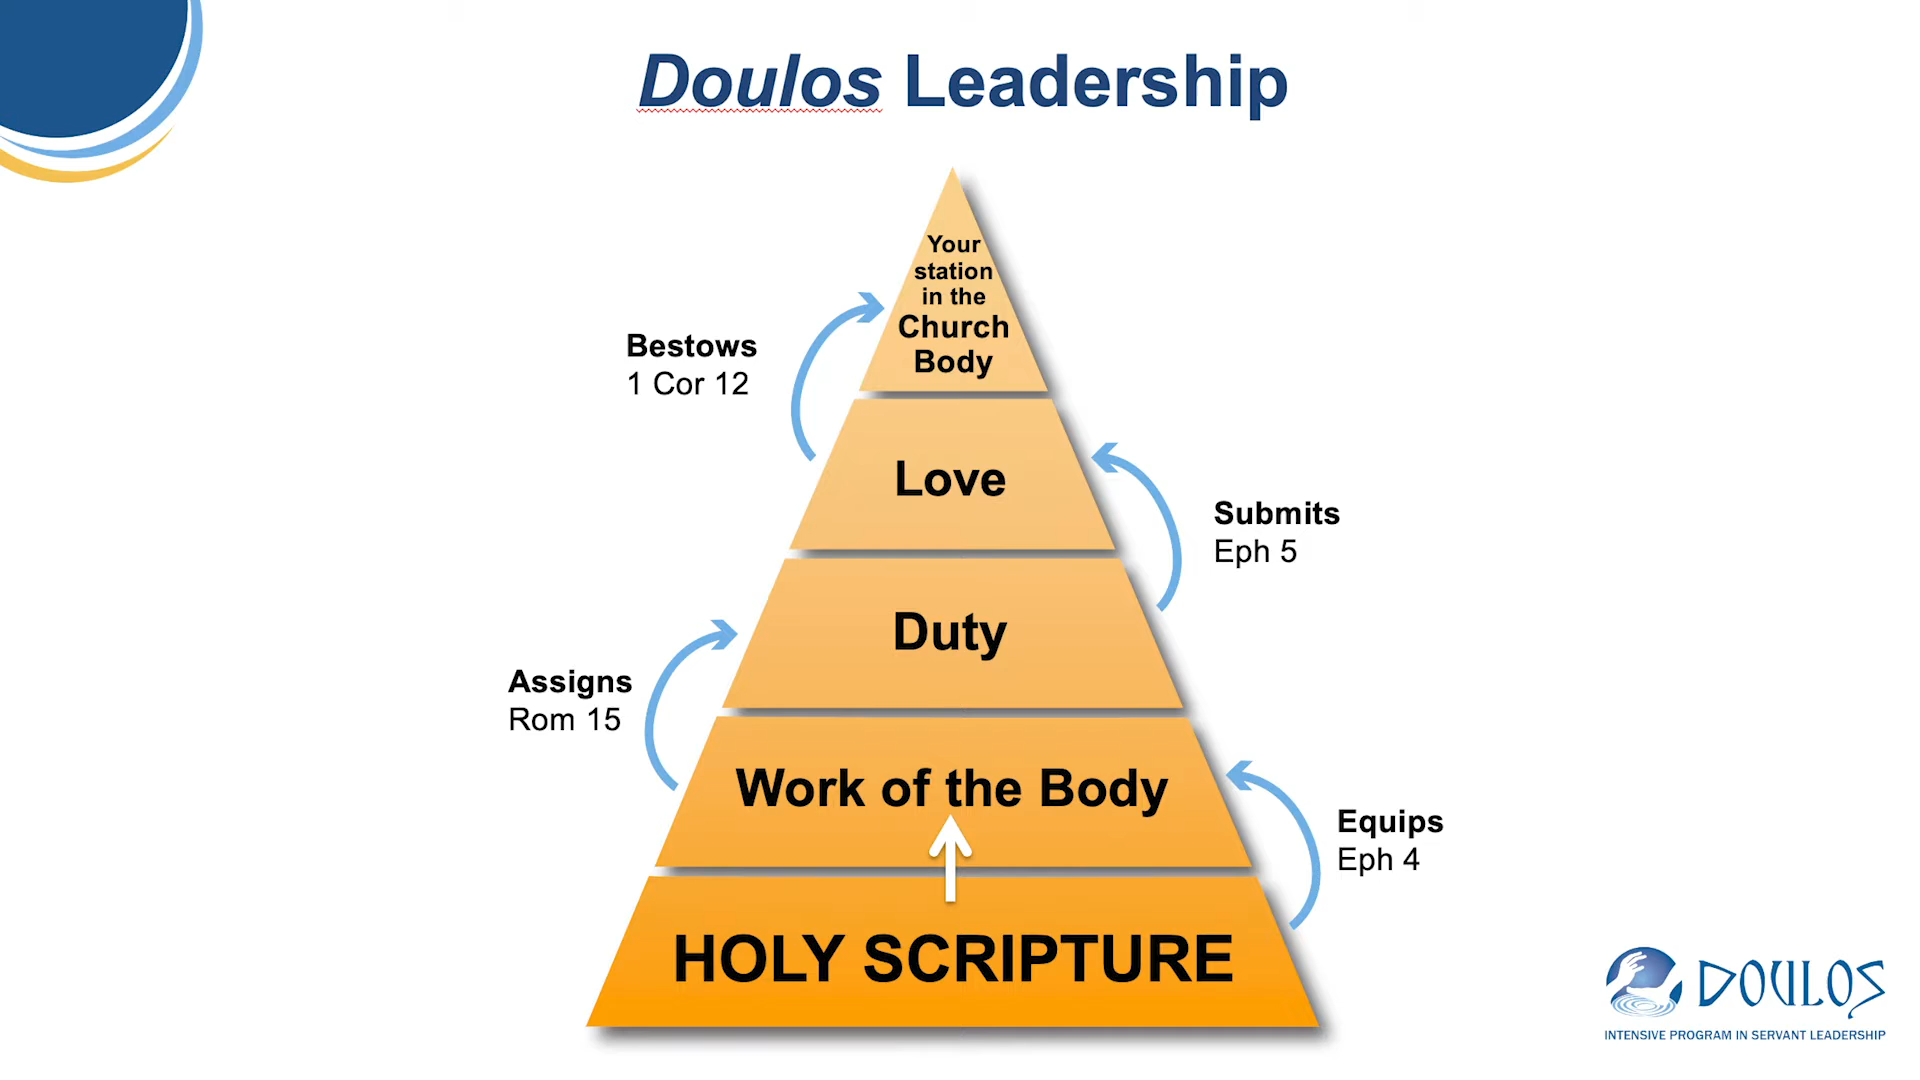 Doulos Leadership
Your
station
in the
Church
Body
Bestows
1 Cor 12
Love
Submits
Eph 5
Duty
Assigns
Rom 15
Work of the Body
Equips
Eph 4
HOLY SCRIPTURE
DOULOS
INTENSIVE PROGRAM IN SERVANT LEADERSHIP